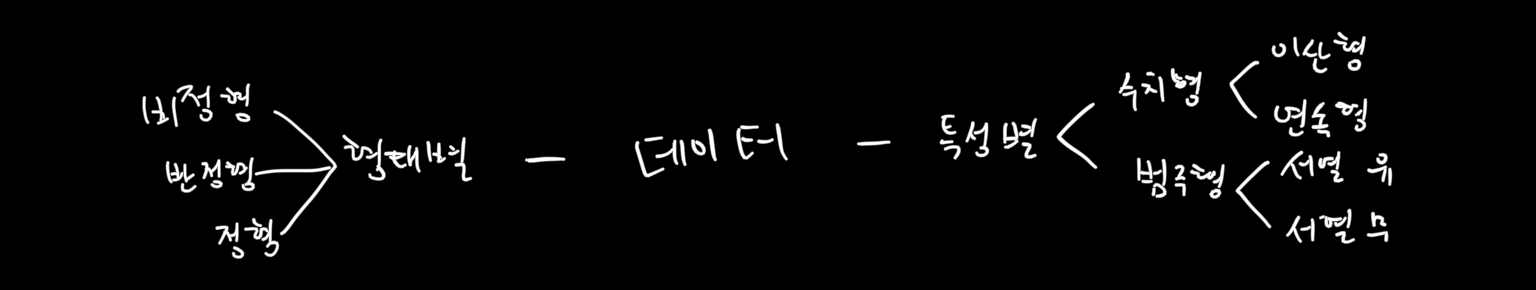 비정형
반정형
정형
형태별 - 데이터 - 특성별
수치형
이산형
연속형
범주형
서열 유
서열 무